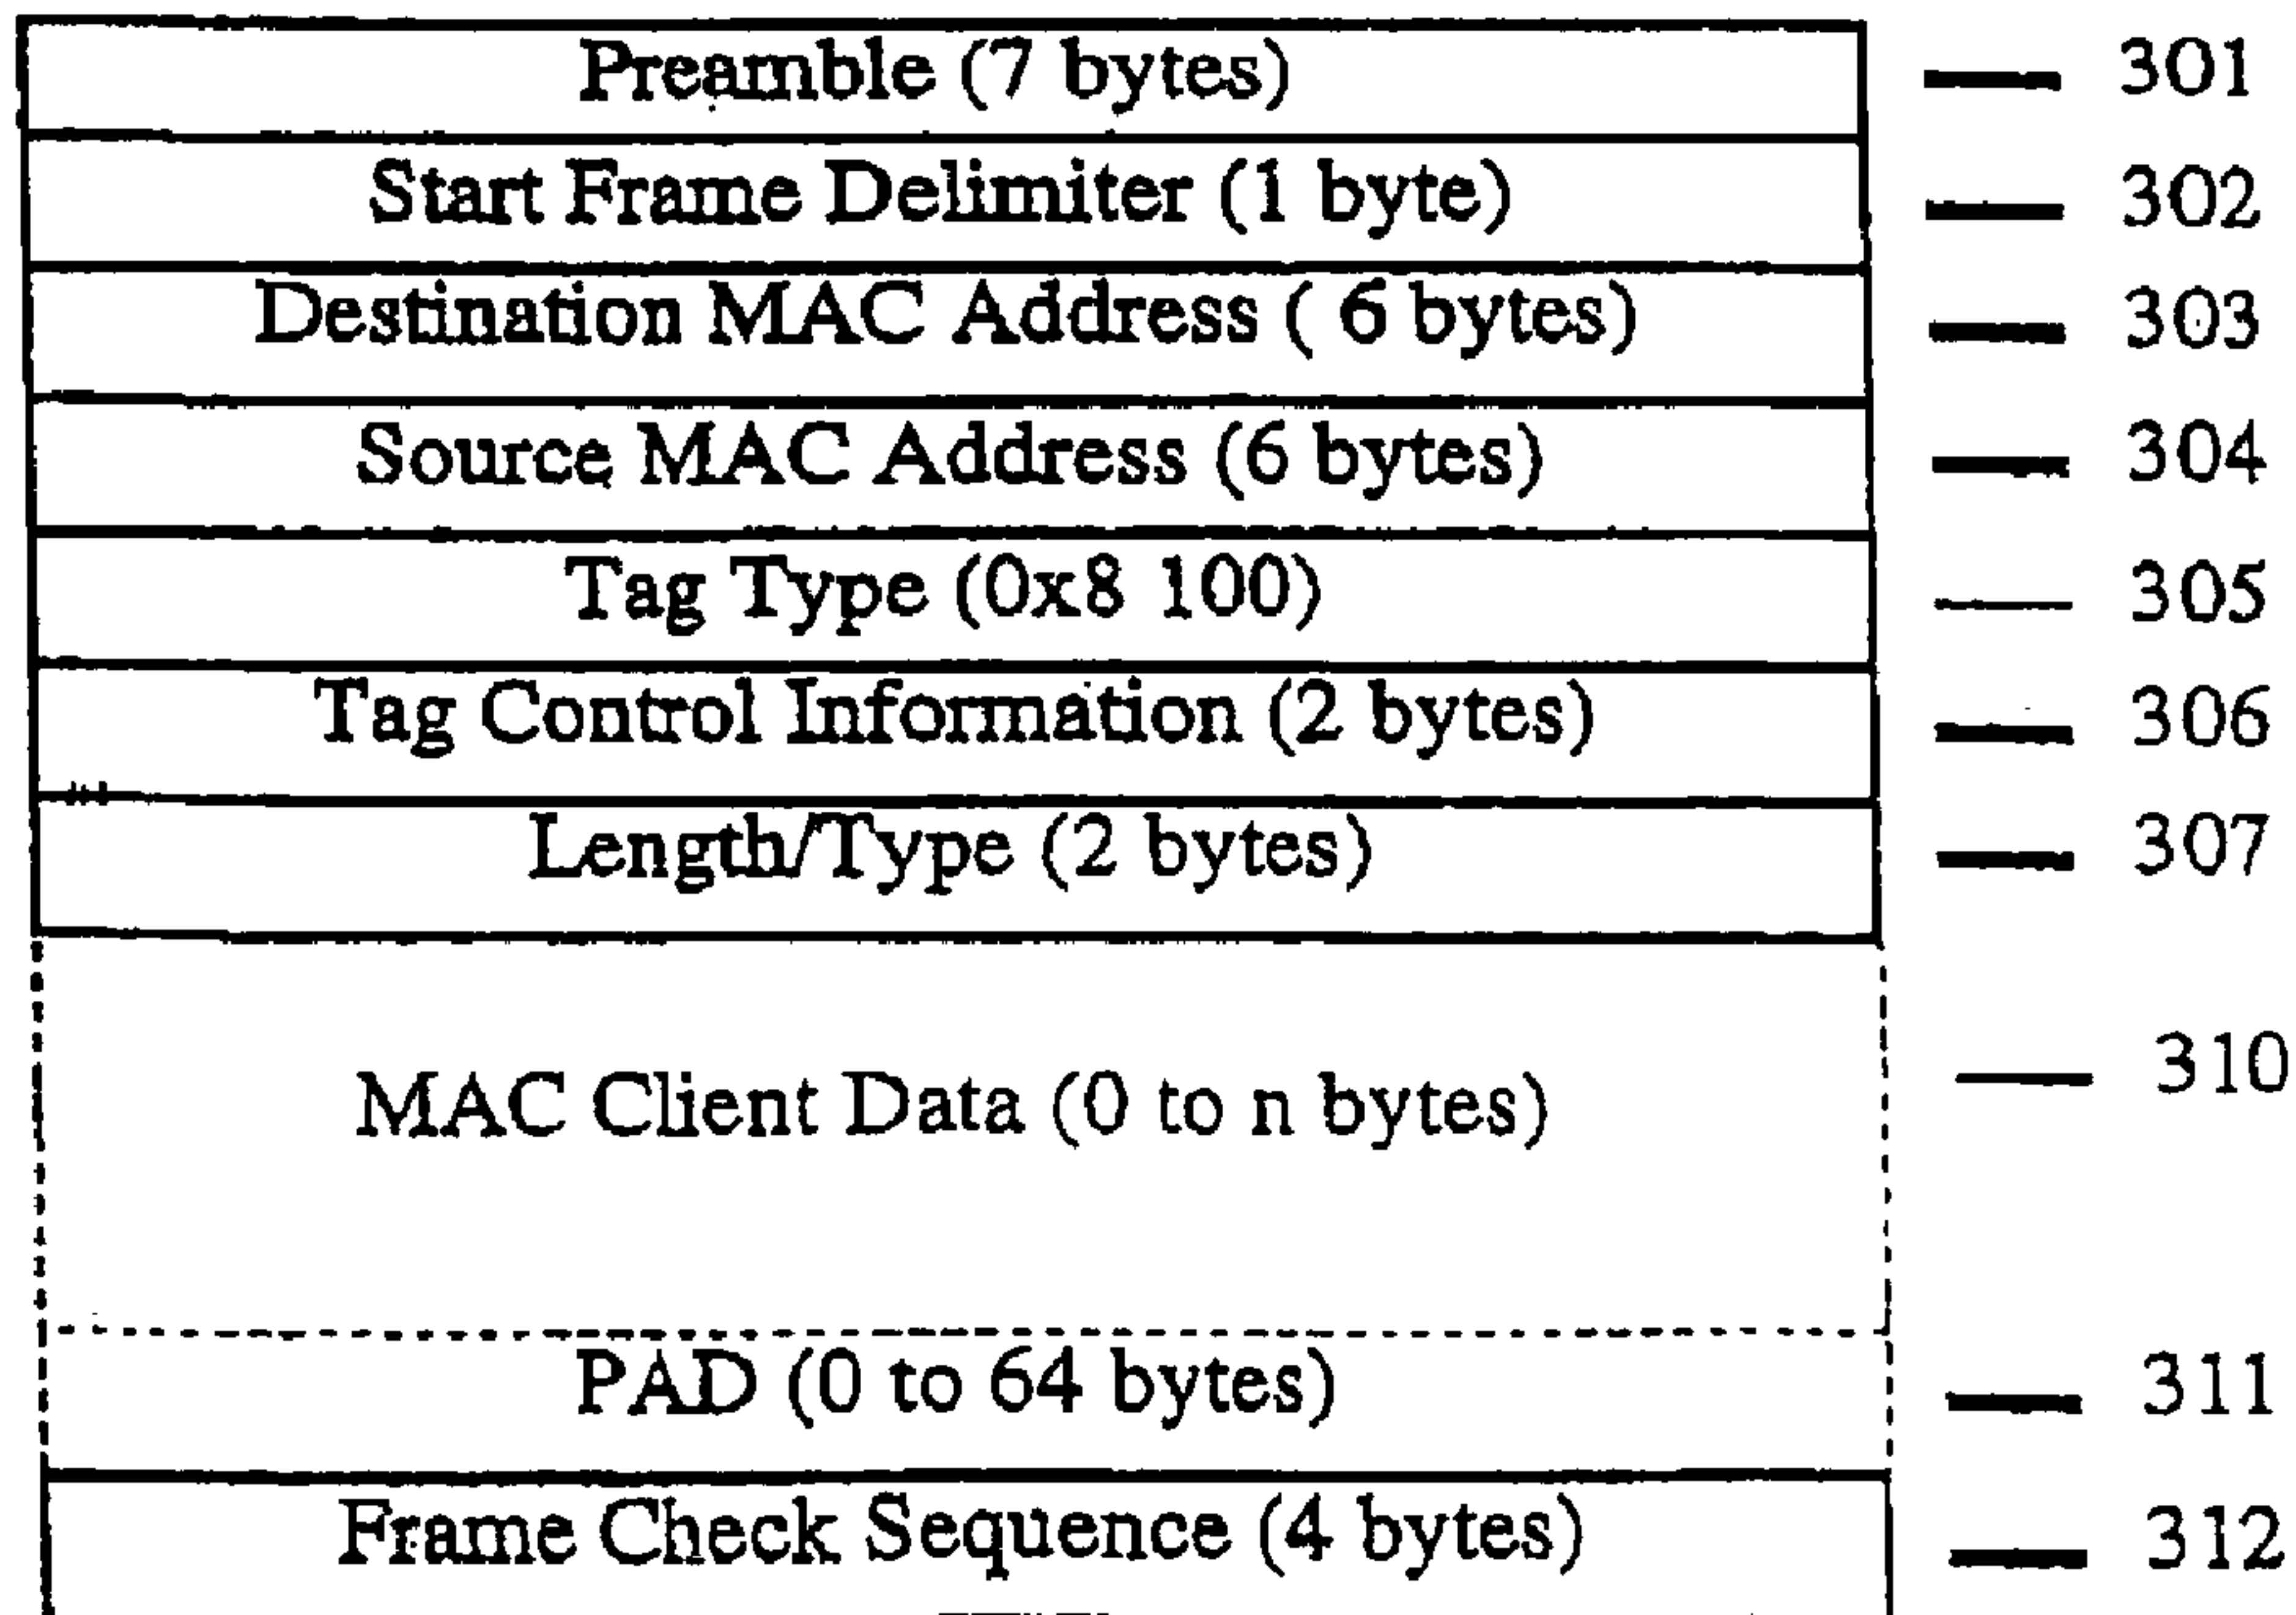 Preamble (7 bytes) 301
Start Frame Delimiter (1 byte) 302
Destination MAC Address ( 6 bytes) 303
Source MAC Address (6 bytes) 304
Tag Type (0x8 100) 305
Tag Control Information (2 bytes) 306
Length/Type (2 bytes) 307
MAC Client Data (0 to n bytes) 310
PAD (0 to 64 bytes) 311
Frame Check Sequence (4 bytes) 312